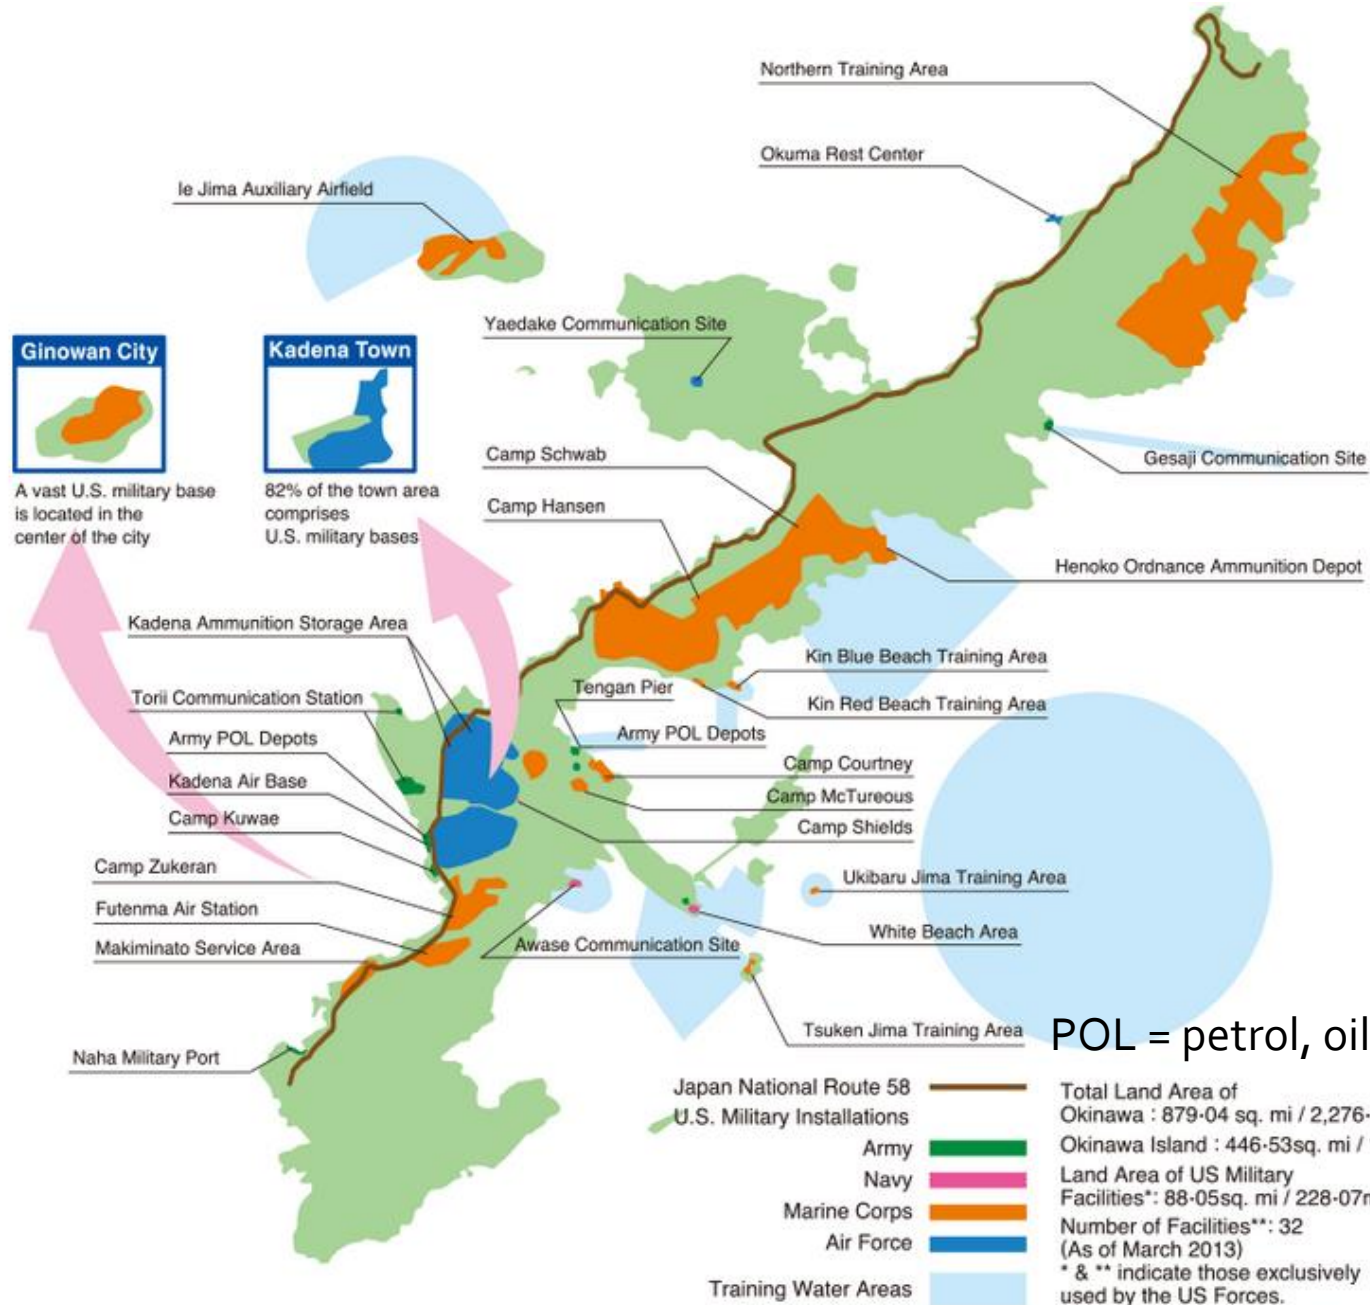 Northern Training Area
Okuma Rest Center
Ie Jima Auxiliary Airfield
Yaedake Communication Site
Ginowan City
A vast U.S. military base
is located in the
center of the city
Kadena Town
82% of the town area
comprises
U.S. military bases
Camp Schwab
Gesaji Communication Site
Camp Hansen
Henoko Ordnance Ammunition Depot
Kadena Ammunition Storage Area
Kin Blue Beach Training Area
Torii Communication Station
Tengan Pier
Kin Red Beach Training Area
Army POL Depots
Army POL Depots
Kadena Air Base
Camp Courtney
Camp McTureous
Camp Kuwae
Camp Shields
Camp Zukeran
Ukibaru Jima Training Area
Futenma Air Station
White Beach Area
Makiminato Service Area
Awase Communication Site
Tsuken Jima Training Area
Naha Military Port
POL = petrol, oil
Japan National Route 58
U.S. Military Installations
Army
Navy
Marine Corps
Air Force
Training Water Areas
Total Land Area of
Okinawa : 879·04 sq. mi / 2,276·
Okinawa Island : 446·53sq. mi /
Land Area of US Military
Facilities*: 88·05sq. mi / 228·07
Number of Facilities**: 32
(As of March 2013)
* & ** indicate those exclusively
used by the US Forces.